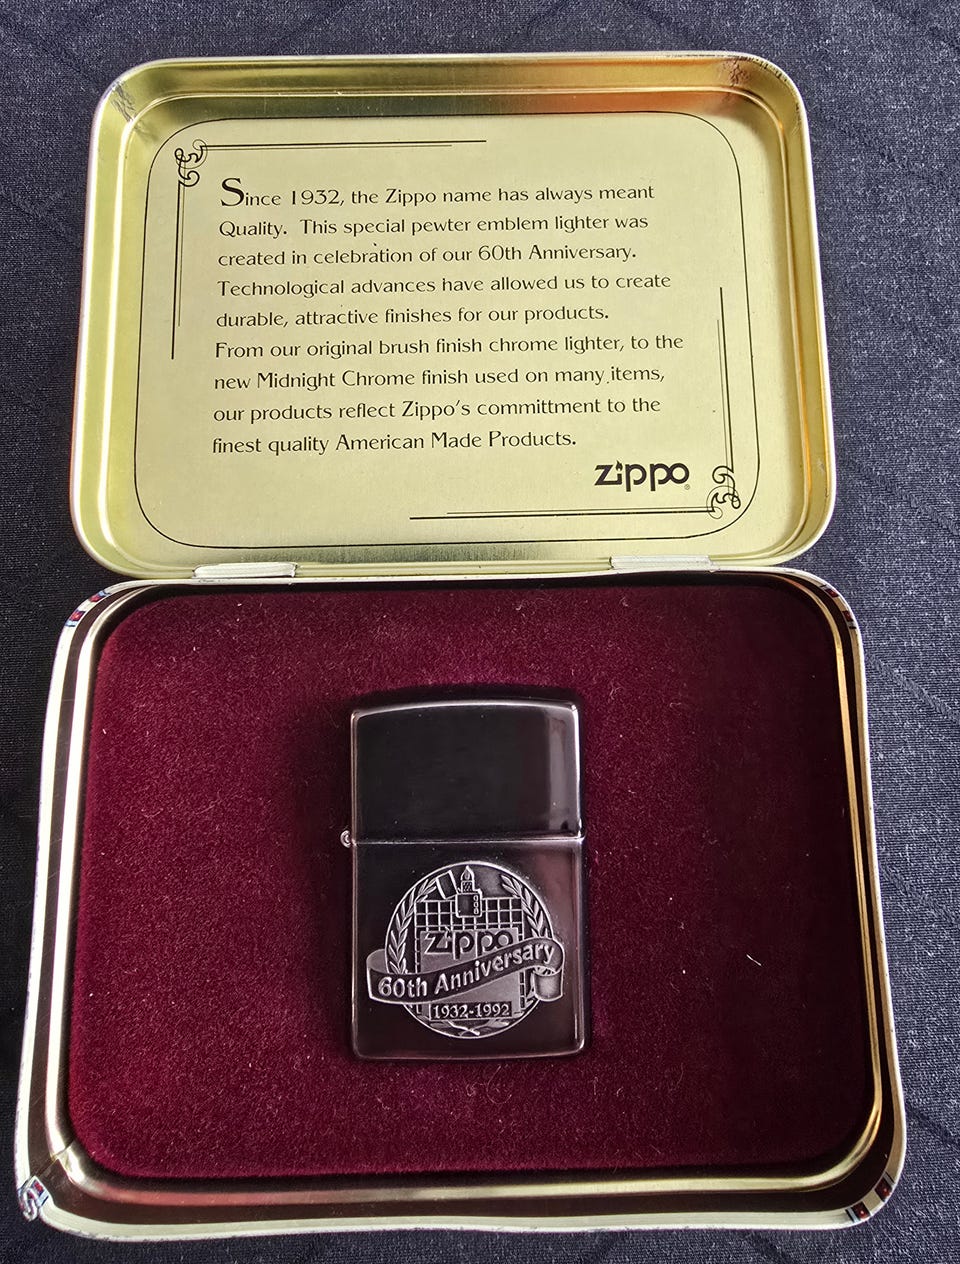 Since 1932, the Zippo name has always meant
Quality. This special pewter emblem lighter was
created in celebration of our 60th Anniversary.
Technological advances have allowed us to create
durable, attractive finishes for our products.
From our original brush finish chrome lighter, to the
new Midnight Chrome finish used on many items,
our products reflect Zippo's committment to the
finest quality American Made Products.
zippo®
zippo
60th Anniversary
1932-1992